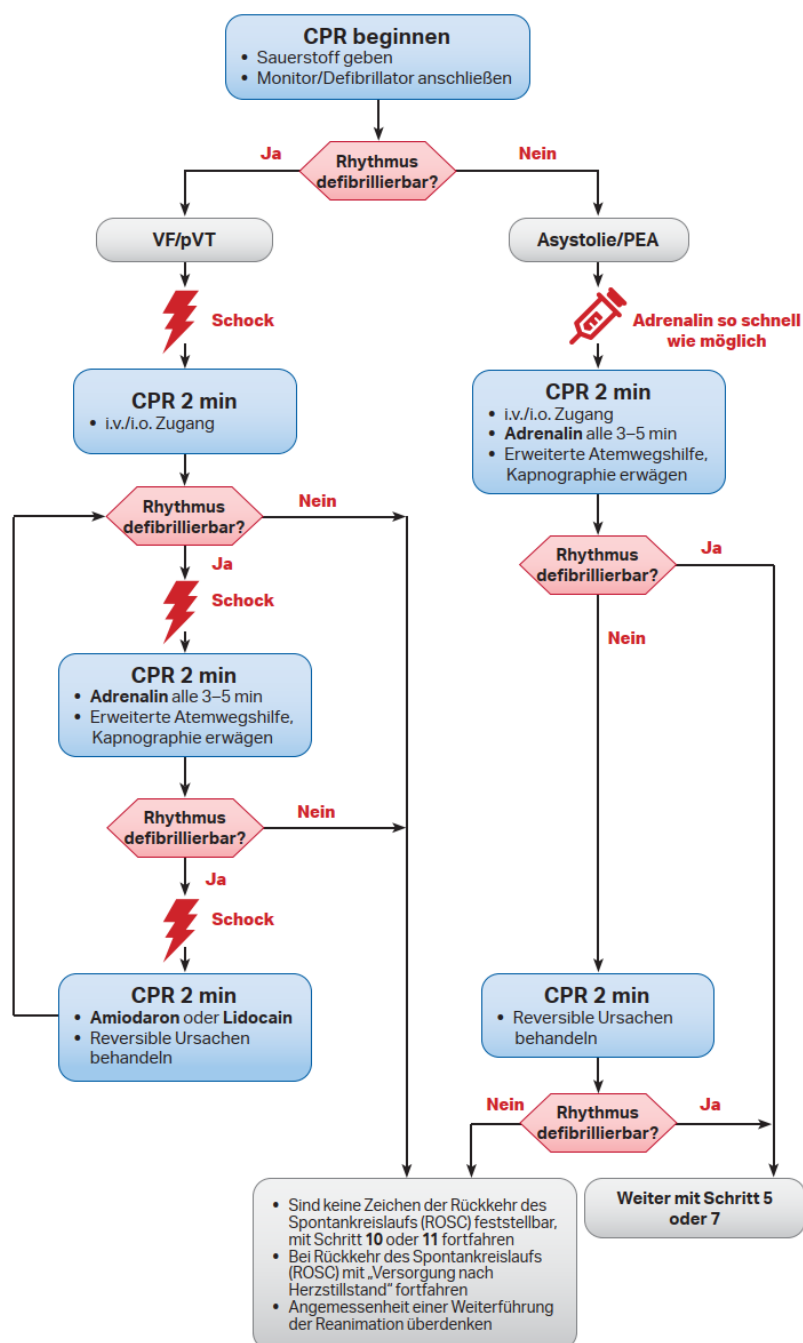 CPR beginnen
• Sauerstoff geben
• Monitor/Defibrillator anschließen
Ja
Rhythmus
defibrillierbar?
Nein
VF/pVT
Asystolie/PEA
Schock
Adrenalin so schnell
wie möglich
CPR 2 min
• i.v./i.o. Zugang
CPR 2 min
• i.v./i.o. Zugang
• Adrenalin alle 3–5 min
• Erweiterte Atemwegshilfe,
Kapnographie erwägen
Rhythmus
defibrillierbar?
Nein
Ja
Schock
Rhythmus
defibrillierbar?
Ja
Nein
CPR 2 min
• Adrenalin alle 3–5 min
• Erweiterte Atemwegshilfe,
Kapnographie erwägen
Rhythmus
defibrillierbar?
Nein
Ja
Schock
CPR 2 min
• Amiodaron oder Lidocain
• Reversible Ursachen
behandeln
CPR 2 min
• Reversible Ursachen
behandeln
Nein
Rhythmus
defibrillierbar?
Ja
• Sind keine Zeichen der Rückkehr des
Spontankreislaufs (ROSC) feststellbar,
mit Schritt 10 oder 11 fortfahren
• Bei Rückkehr des Spontankreislaufs
(ROSC) mit „Versorgung nach
Herzstillstand“ fortfahren
• Angemessenheit einer Weiterführung
der Reanimation überdenken
Weiter mit Schritt 5
oder 7